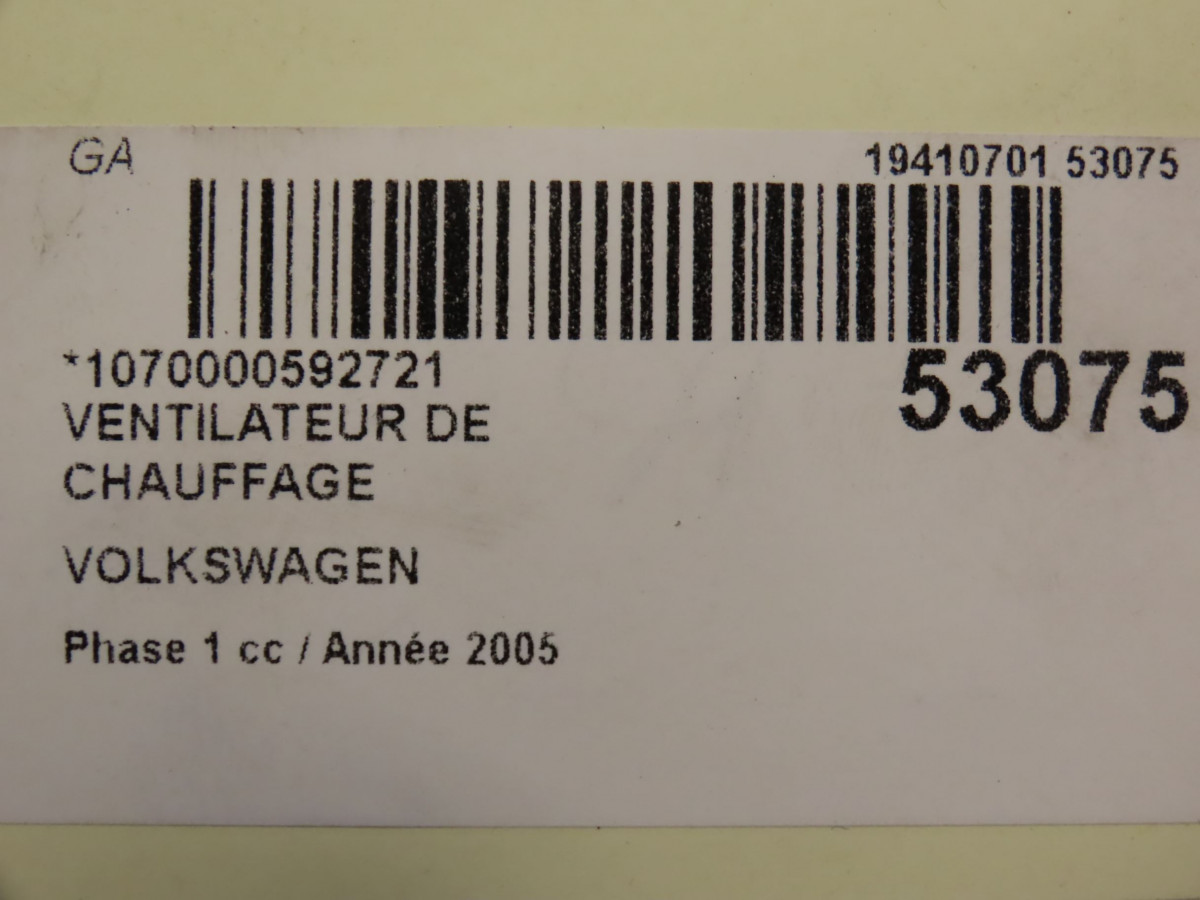 GA
19410701 53075
*1070000592721
53075
VENTILATEUR DE
CHAUFFAGE
VOLKSWAGEN
Phase 1 cc / Année 2005